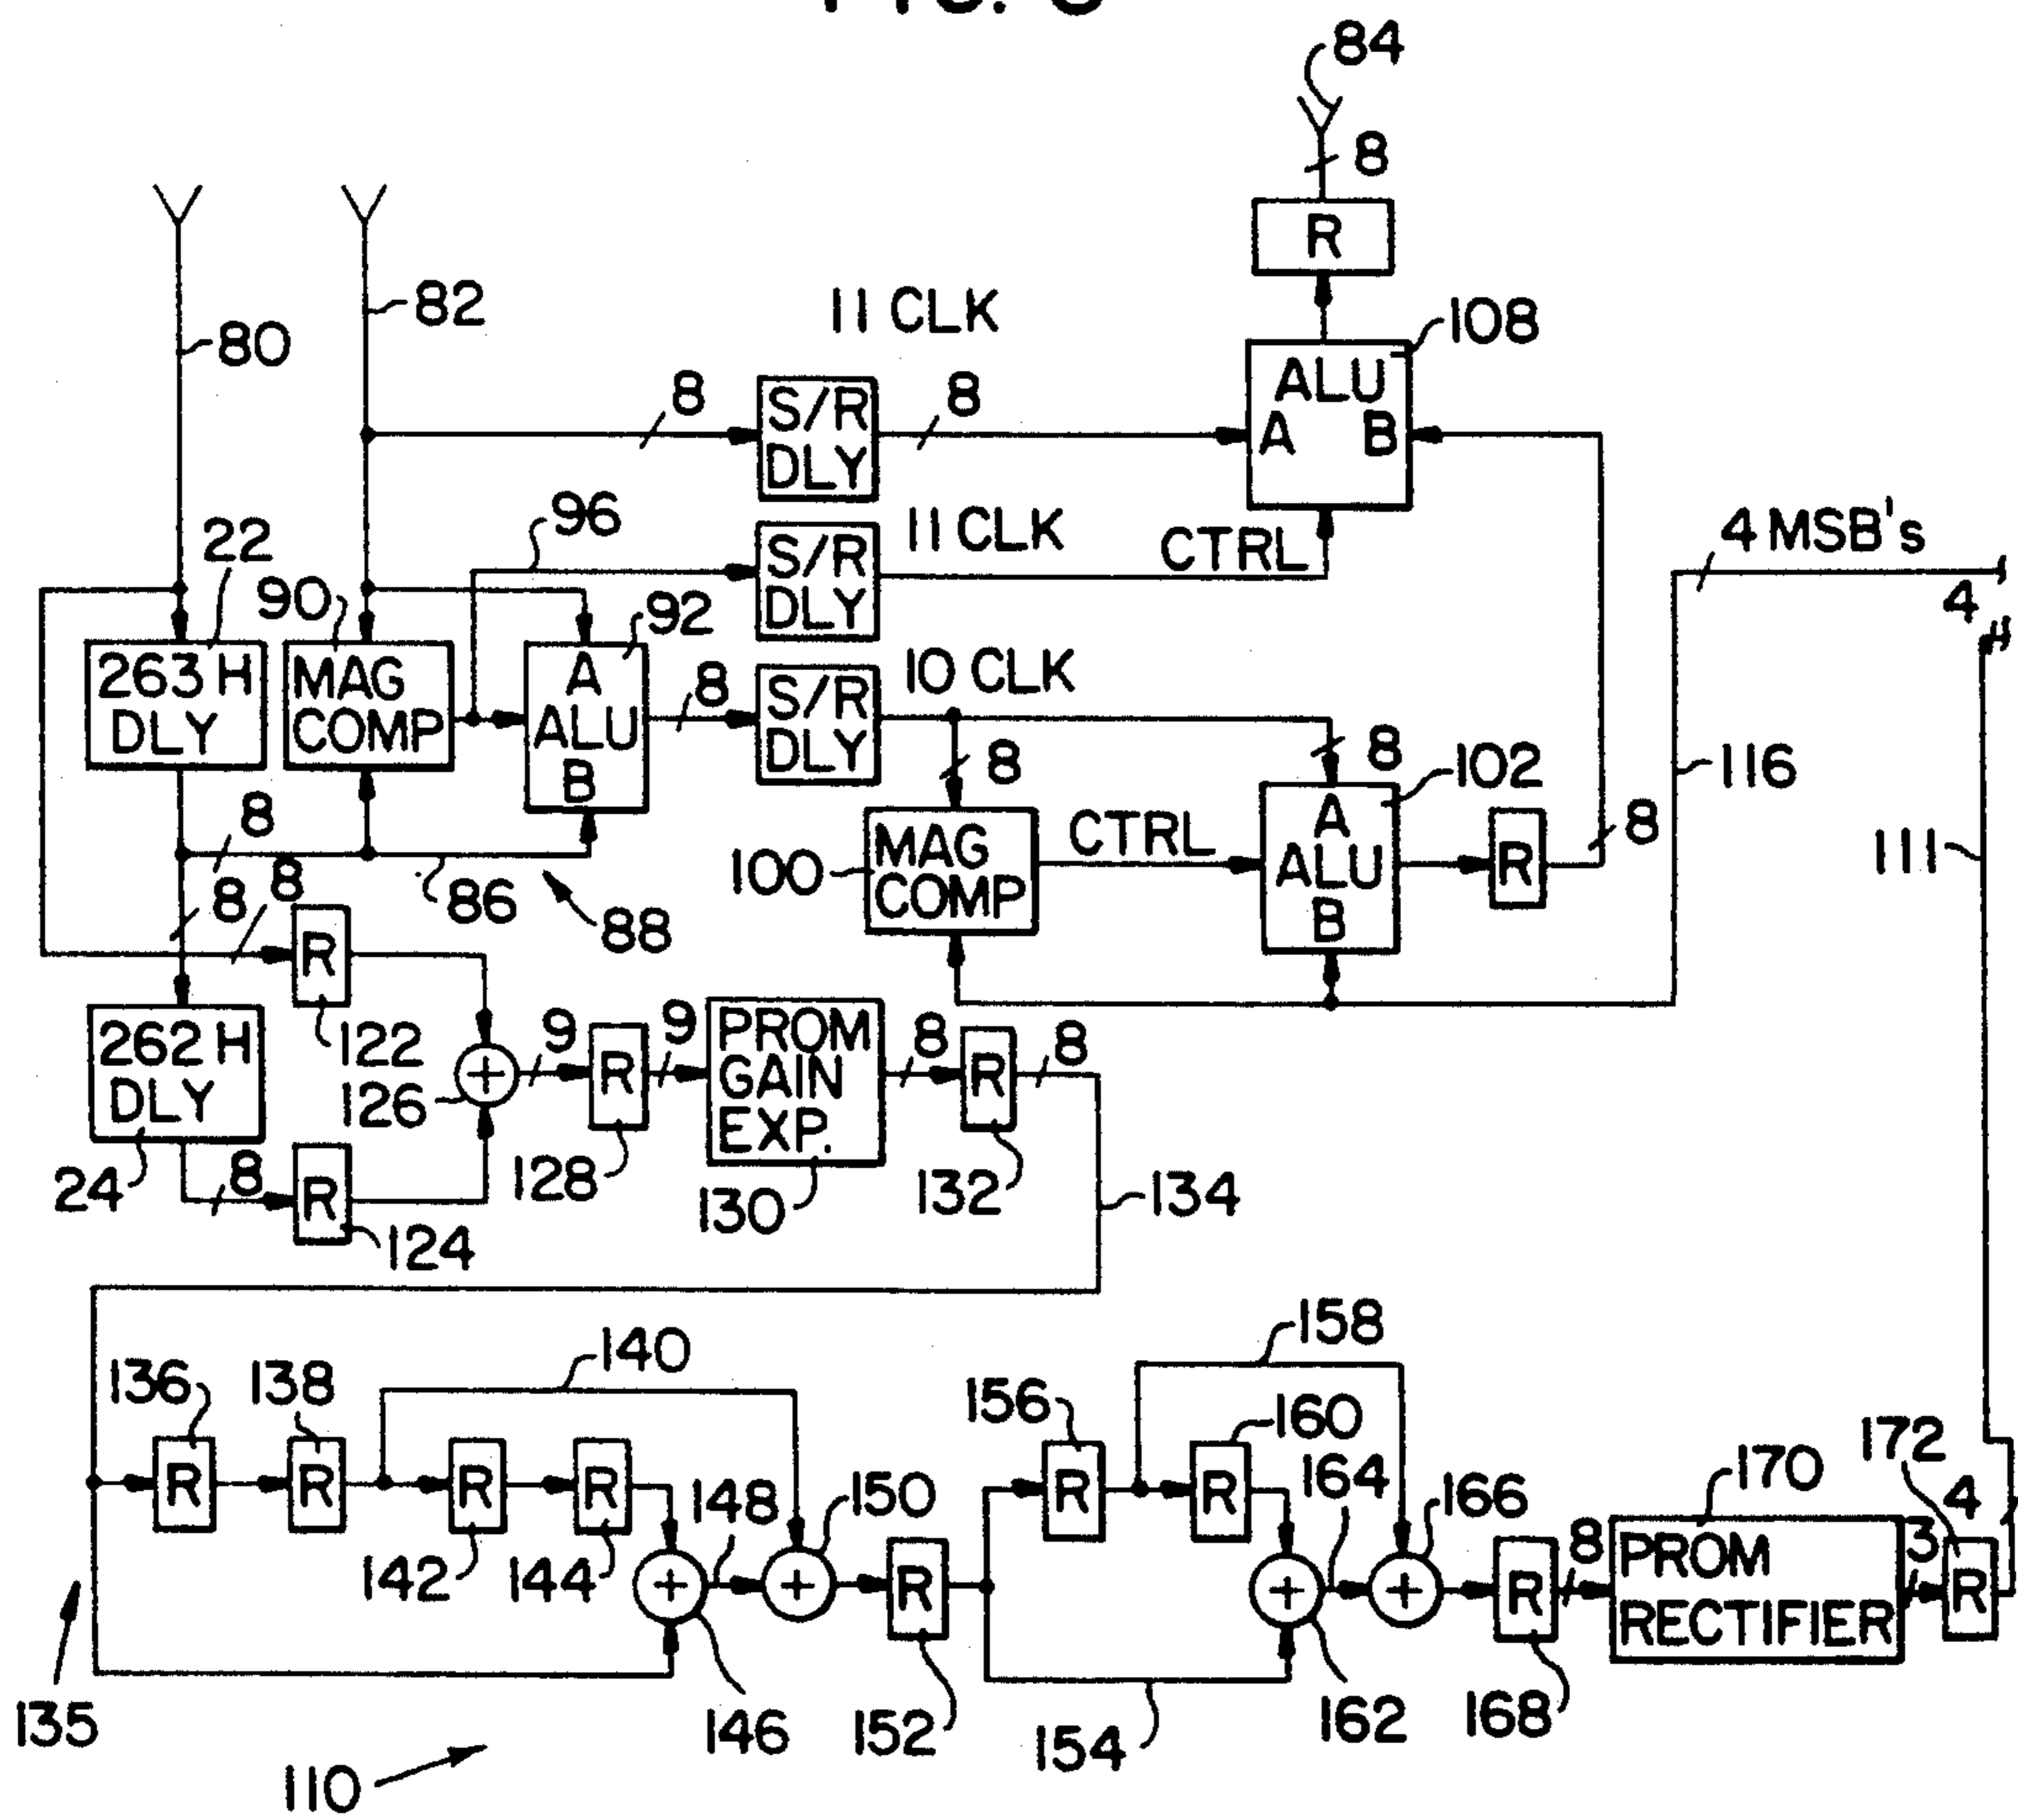 84
8
R
82
80
11 CLK
108
ALU
A B
8
S/R
DLY
8
96
S/R
DLY
11 CLK
CTRL
4 MSB's
4
22
90
92
263 H
DLY
MAG
COMP
A
ALU
B
8
S/R
DLY
10 CLK
8
8
102
116
8
8
86
88
100
MAG
COMP
CTRL
A
ALU
B
R
8
111
8
R
122
262 H
DLY
24
126
9
R
128
9
PROM
GAIN
EXP.
130
8
R
132
8
134
8
R
124
136
138
140
158
R
R
R
R
142
144
148
150
156
R
160
R
164
166
170
172
4
146
R
152
154
162
R
168
8
PROM
RECTIFIER
3
R
135
110